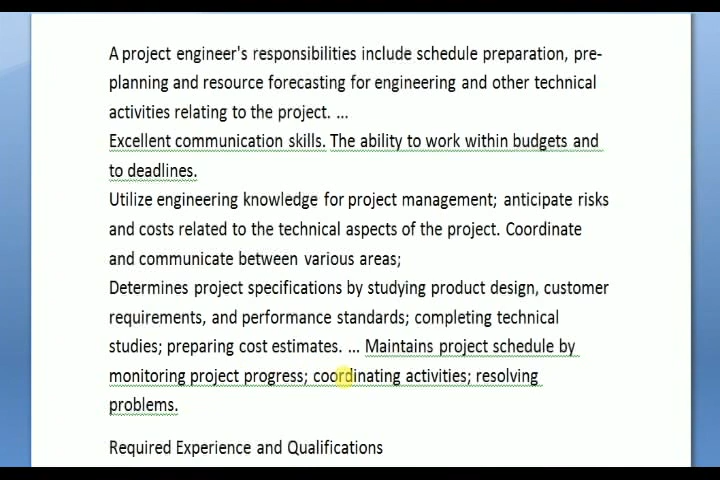 A project engineer's responsibilities include schedule preparation, pre-
planning and resource forecasting for engineering and other technical
activities relating to the project. ...
Excellent communication skills. The ability to work within budgets and
to deadlines.
Utilize engineering knowledge for project management; anticipate risks
and costs related to the technical aspects of the project. Coordinate
and communicate between various areas;
Determines project specifications by studying product design, customer
requirements, and performance standards; completing technical
studies; preparing cost estimates. ... Maintains project schedule by
monitoring project progress; coordinating activities; resolving
problems.
Required Experience and Qualifications